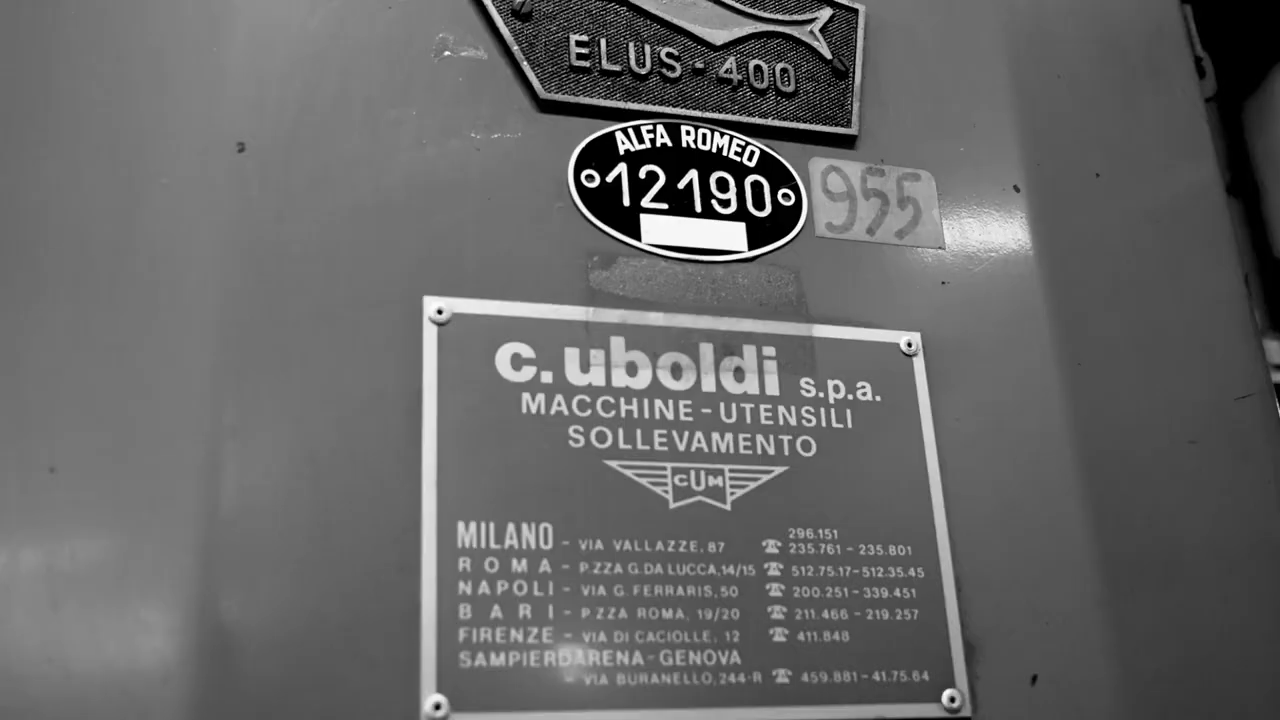 ELUS-400
ALFA ROMEO
12190
955
c. uboldi s.p.a.
MACCHINE-UTENSILI
SOLLEVAMENTO
CUM
296.151
MILANO - VIA VALLAZZE, 87 ☎ 235.761 - 235.801
ROMA - P.ZZA G. DA LUCCA, 14/15 ☎ 512.75.17-512.35.45
NAPOLI - VIA G. FERRARIS, 50 ☎ 200.251 - 339.451
BARI - P.ZZA ROMA, 19/20 ☎ 211.466 - 219.257
FIRENZE - VIA DI CACIOLLE, 12 ☎ 411.848
SAMPIERDARENA-GENOVA
- VIA BURANELLO, 244-R ☎ 459.881-41.75.64